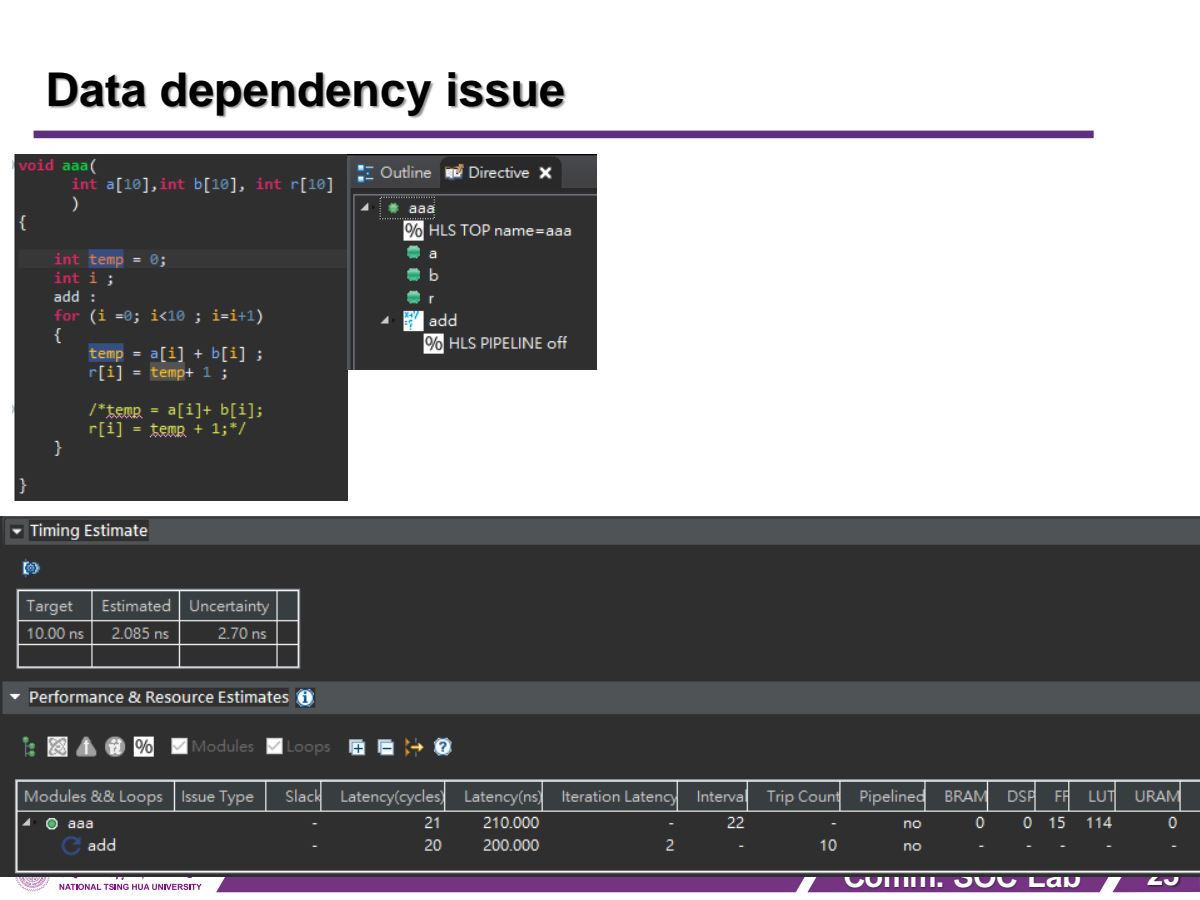 Data dependency issue
void aaa(
int a[10],int b[10], int r[10]
)
{
int temp = 0;
int i ;
add :
for (i =0; i<10 ; i=i+1)
{
temp = a[i] + b[i] ;
r[i] = temp+ 1 ;
/*temp = a[i]+ b[i];
r[i] = temp + 1;*/
}
}
Outline Directive
aaa
% HLS TOP name=aaa
a
b
r
add
% HLS PIPELINE off
Timing Estimate
Target Estimated Uncertainty
10.00 ns 2.085 ns 2.70 ns
Performance & Resource Estimates
% Modules Loops
Modules && Loops Issue Type Slack Latency(cycles) Latency(ns) Iteration Latency Interval Trip Count Pipelined BRAM DSP FF LUT URAM
aaa - 21 210.000 - 22 - no 0 0 15 114 0
add - 20 200.000 2 - 10 no - - - - -
NATIONAL TSING HUA UNIVERSITY
Comm. SOC Lab